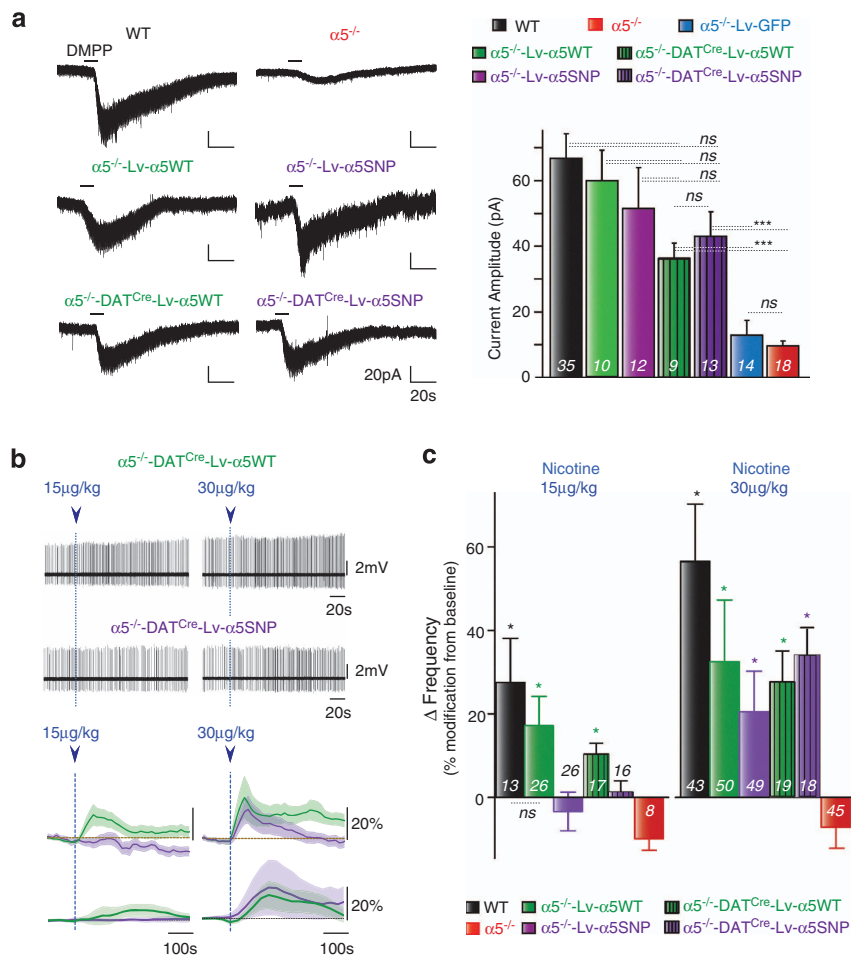 a
WT
α5-/-
DMPP
α5-/--Lv-α5WT
α5-/--Lv-α5SNP
α5-/--DATCre-Lv-α5WT
α5-/--DATCre-Lv-α5SNP
20pA
20s
WT
α5-/-
α5-/--Lv-GFP
α5-/--Lv-α5WT
α5-/--DATCre-Lv-α5WT
α5-/--Lv-α5SNP
α5-/--DATCre-Lv-α5SNP
Current Amplitude (pA)
60
40
20
0
ns
ns
ns
ns
***
***
ns
35
10
12
9
13
14
18
b
α5-/--DATCre-Lv-α5WT
15µg/kg
30µg/kg
2mV
20s
α5-/--DATCre-Lv-α5SNP
2mV
20s
15µg/kg
30µg/kg
20%
20%
100s
100s
c
Nicotine
15µg/kg
Nicotine
30µg/kg
Δ Frequency
(% modification from baseline)
60
40
20
0
*
*
*
*
*
*
*
*
13
26
26
17
16
8
43
50
49
19
18
45
ns
WT
α5-/--Lv-α5WT
α5-/--DATCre-Lv-α5WT
α5-/-
α5-/--Lv-α5SNP
α5-/--DATCre-Lv-α5SNP